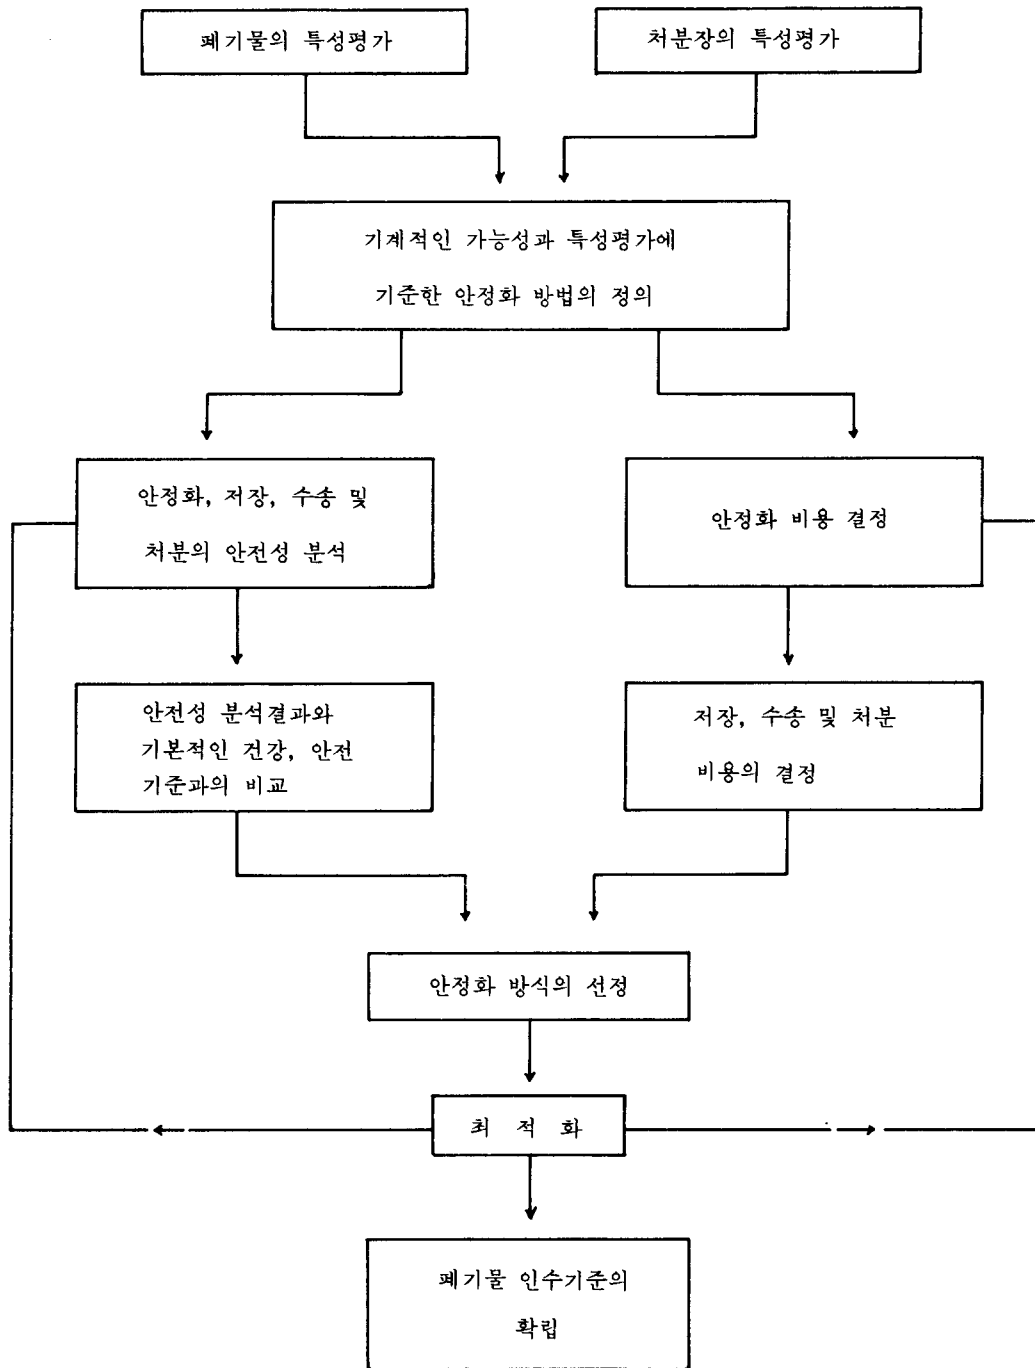 폐기물의 특성평가
처분장의 특성평가
기계적인 가능성과 특성평가에
기준한 안정화 방법의 정의
안정화, 저장, 수송 및
처분의 안전성 분석
안정화 비용 결정
안전성 분석결과와
기본적인 건강, 안전
기준과의 비교
저장, 수송 및 처분
비용의 결정
안정화 방식의 선정
최 적 화
폐기물 인수기준의
확립